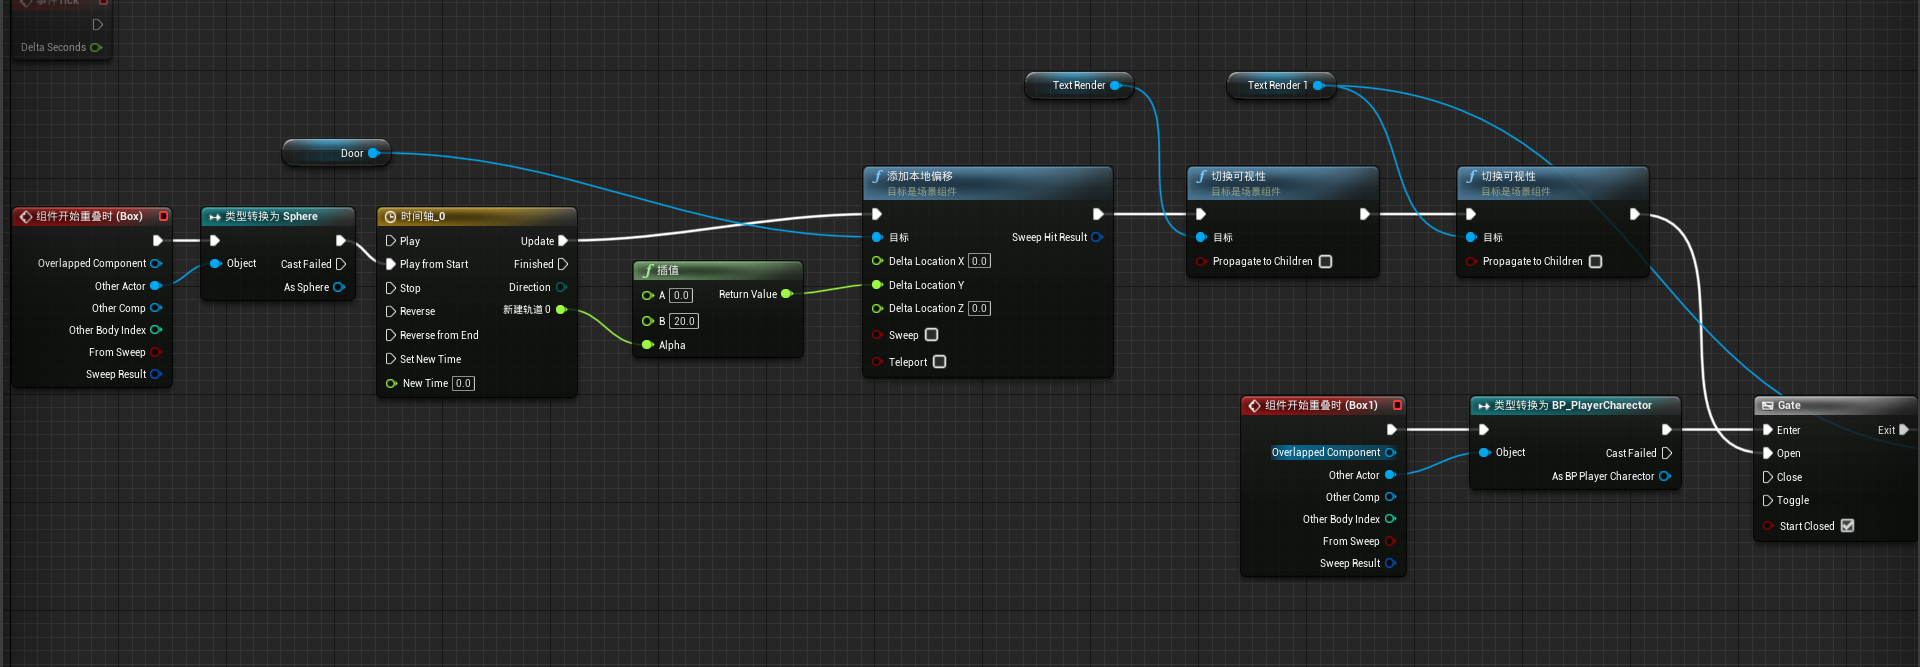 事件Tick
Delta Seconds
Text Render
Text Render 1
Door
组件开始重叠时 (Box)
Overlapped Component
Other Actor
Other Comp
Other Body Index
From Sweep
Sweep Result
类型转换为 Sphere
Object
Cast Failed
As Sphere
时间轴_0
Play
Update
Play from Start
Finished
Stop
Direction
Reverse
新建轨道 0
Reverse from End
Set New Time
New Time 0.0
插值
A 0.0
Return Value
B 20.0
Alpha
添加本地偏移
目标是场景组件
目标
Sweep Hit Result
Delta Location X 0.0
Delta Location Y
Delta Location Z 0.0
Sweep
Teleport
切换可视性
目标是场景组件
目标
Propagate to Children
切换可视性
目标是场景组件
目标
Propagate to Children
组件开始重叠时 (Box1)
Overlapped Component
Other Actor
Other Comp
Other Body Index
From Sweep
Sweep Result
类型转换为 BP_PlayerCharector
Object
Cast Failed
As BP Player Charector
Gate
Enter
Exit
Open
Close
Toggle
Start Closed